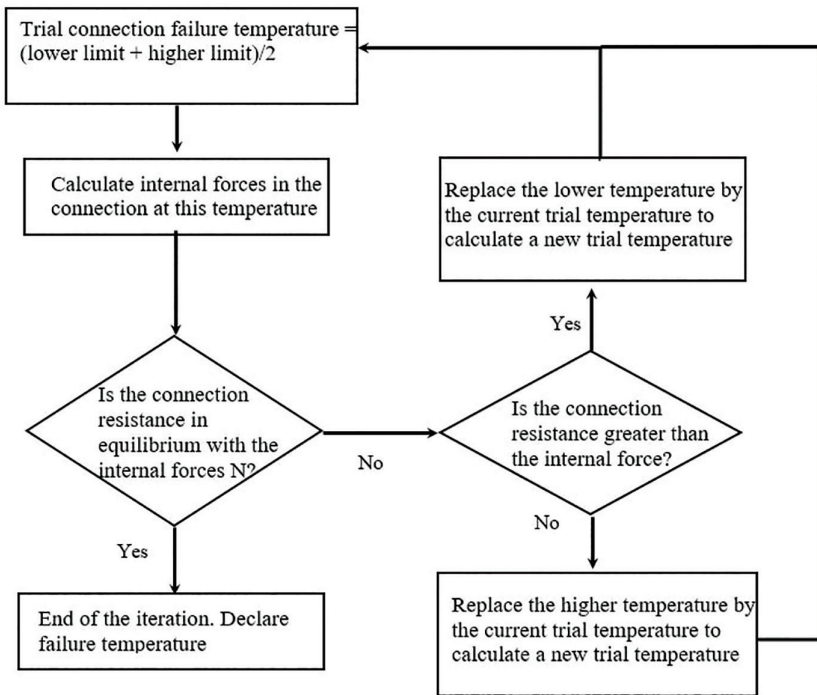 Trial connection failure temperature =
(lower limit + higher limit)/2
Calculate internal forces in the
connection at this temperature
Replace the lower temperature by
the current trial temperature to
calculate a new trial temperature
Yes
Is the connection
resistance in
equilibrium with the
internal forces N?
No
Is the connection
resistance greater than
the internal force?
Yes
No
End of the iteration. Declare
failure temperature
Replace the higher temperature by
the current trial temperature to
calculate a new trial temperature